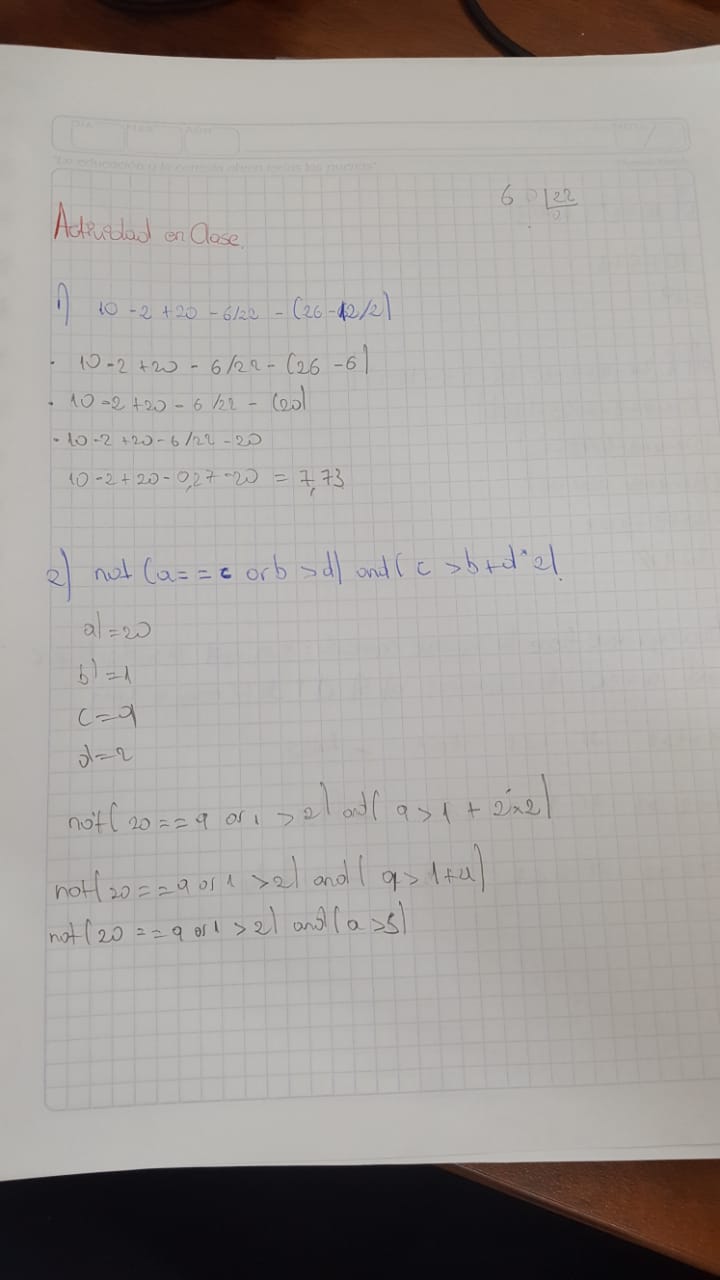 "La educación y la ciencia abren todas las puertas"
6 0 |22
Actividad en Clase.
1) 10 - 2 + 20 - 6/22 - (26 - 12/2)
· 10 - 2 + 20 - 6/22 - (26 - 6)
· 10 - 2 + 20 - 6/22 - (20)
· 10 - 2 + 20 - 6/22 - 20
10 - 2 + 20 - 0,27 - 20 = 7,73
2) not (a == c or b > d) and (c > b + d * 2).
a) = 20
b) = 1
c = 9
d = 2
not (20 == 9 or 1 > 2) and (9 > 1 + 2 x 2)
not (20 == 9 or 1 > 2) and (9 > 1 + 4)
not (20 == 9 or 1 > 2) and (9 > 5)